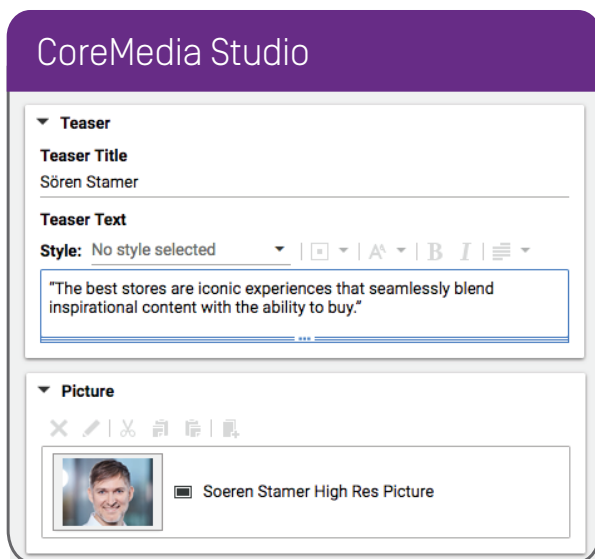 CoreMedia Studio
Teaser
Teaser Title
Sören Stamer
Teaser Text
Style: No style selected
"The best stores are iconic experiences that seamlessly blend
inspirational content with the ability to buy.”
Picture
Soeren Stamer High Res Picture